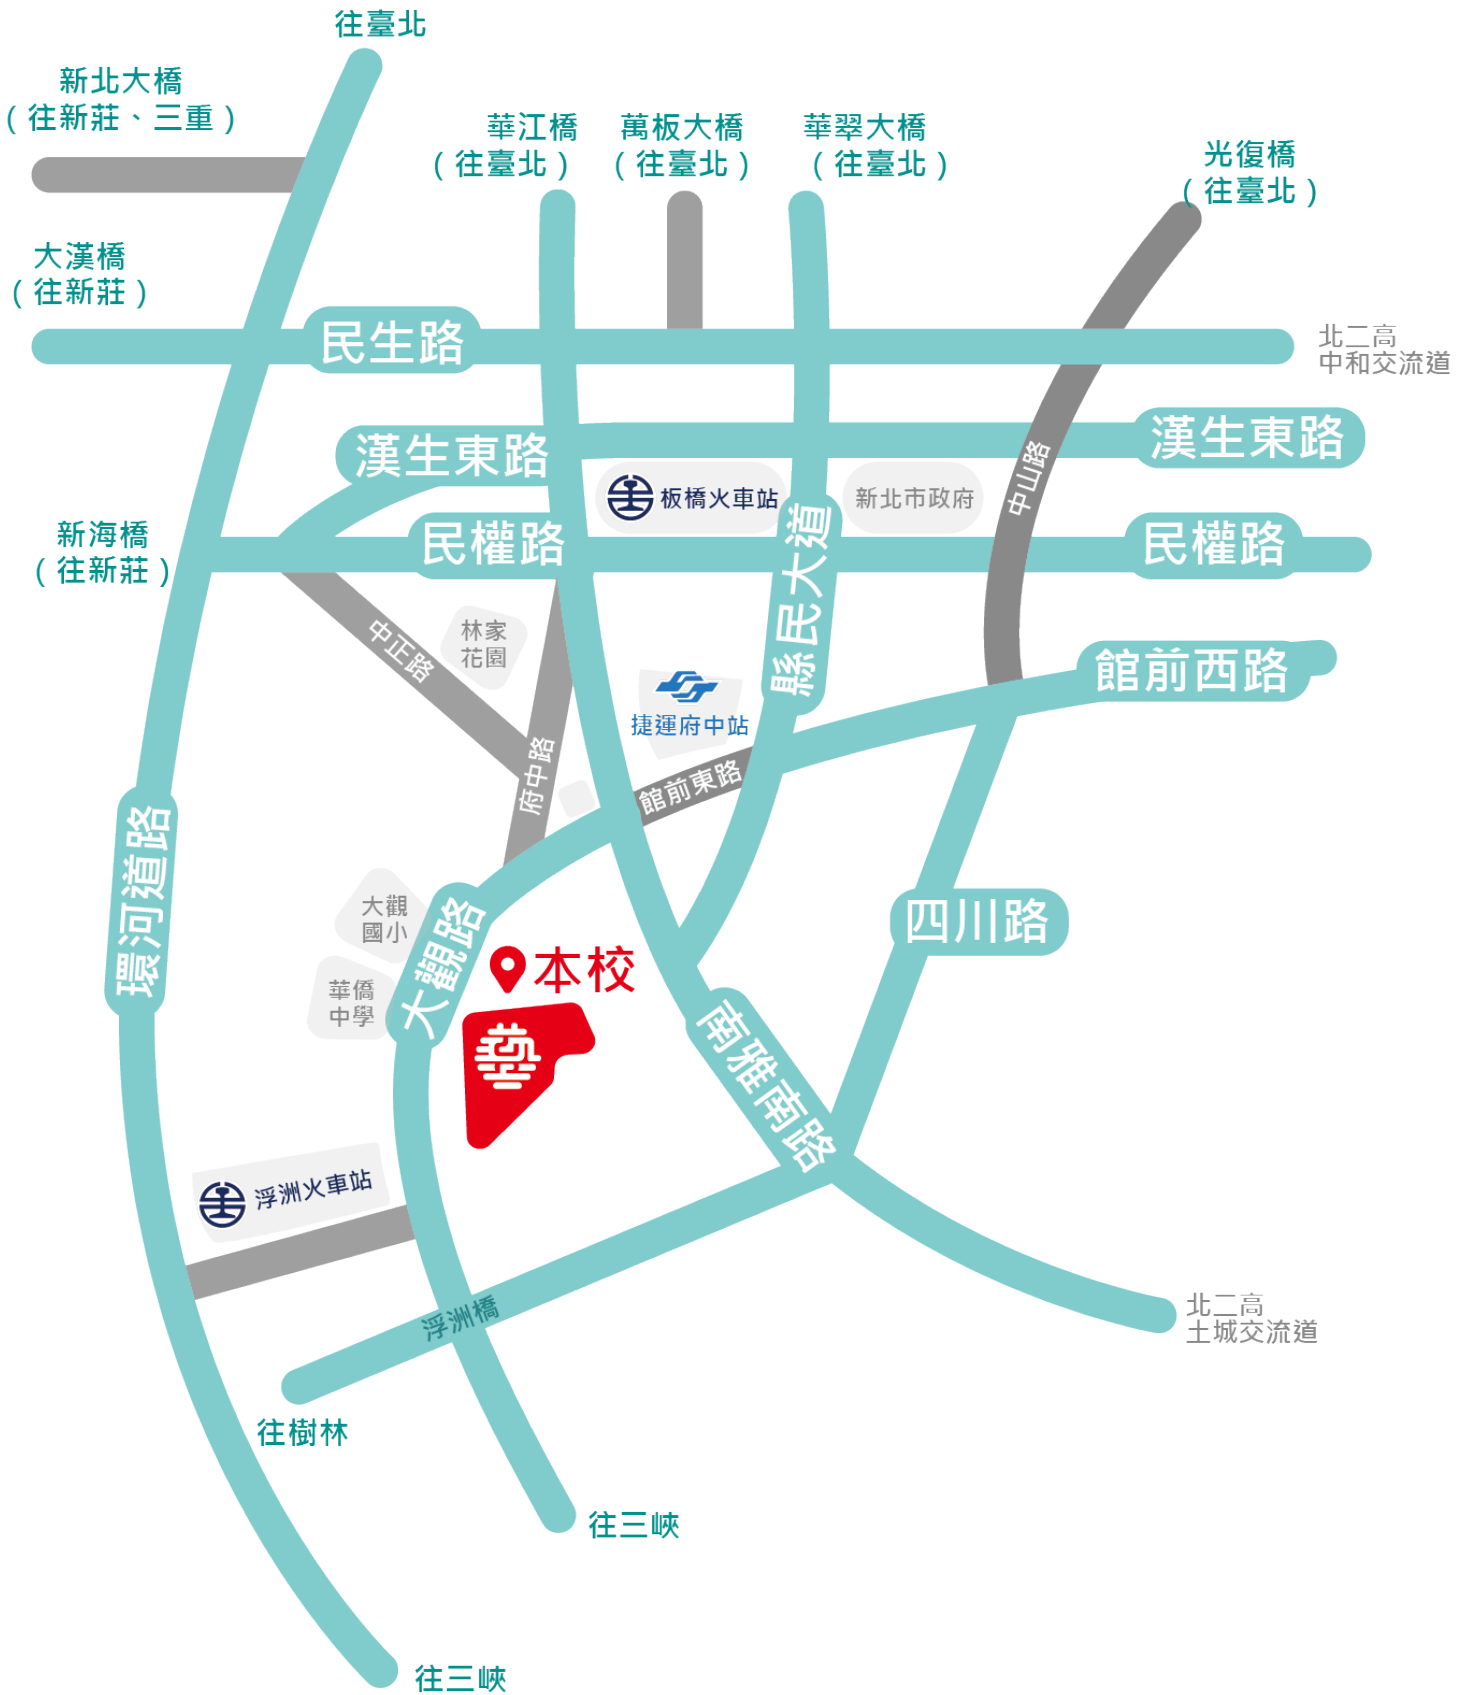 往臺北
新北大橋
(往新莊、三重)
華江橋
(往臺北)
萬板大橋
(往臺北)
華翠大橋
(往臺北)
光復橋
(往臺北)
大漢橋
(往新莊)
民生路
北二高
中和交流道
漢生東路
漢生東路
中山路
板橋火車站
新北市政府
新海橋
(往新莊)
民權路
民權路
縣民大道
林家
花園
中正路
館前西路
捷運府中站
府中路
館前東路
環河道路
大觀
國小
大觀路
四川路
本校
華僑
中學
藝
南雅南路
浮洲火車站
北二高
土城交流道
浮洲橋
往樹林
往三峽
往三峽